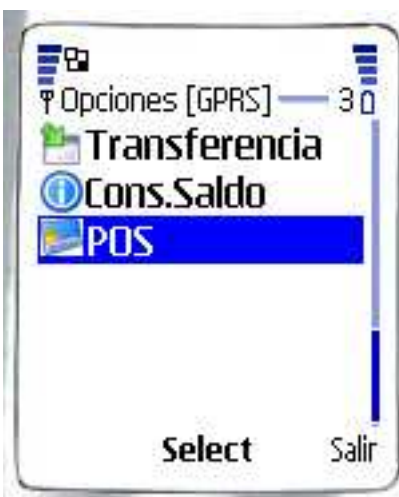 Opciones [GPRS] 3
Transferencia
Cons.Saldo
POS
Select Salir